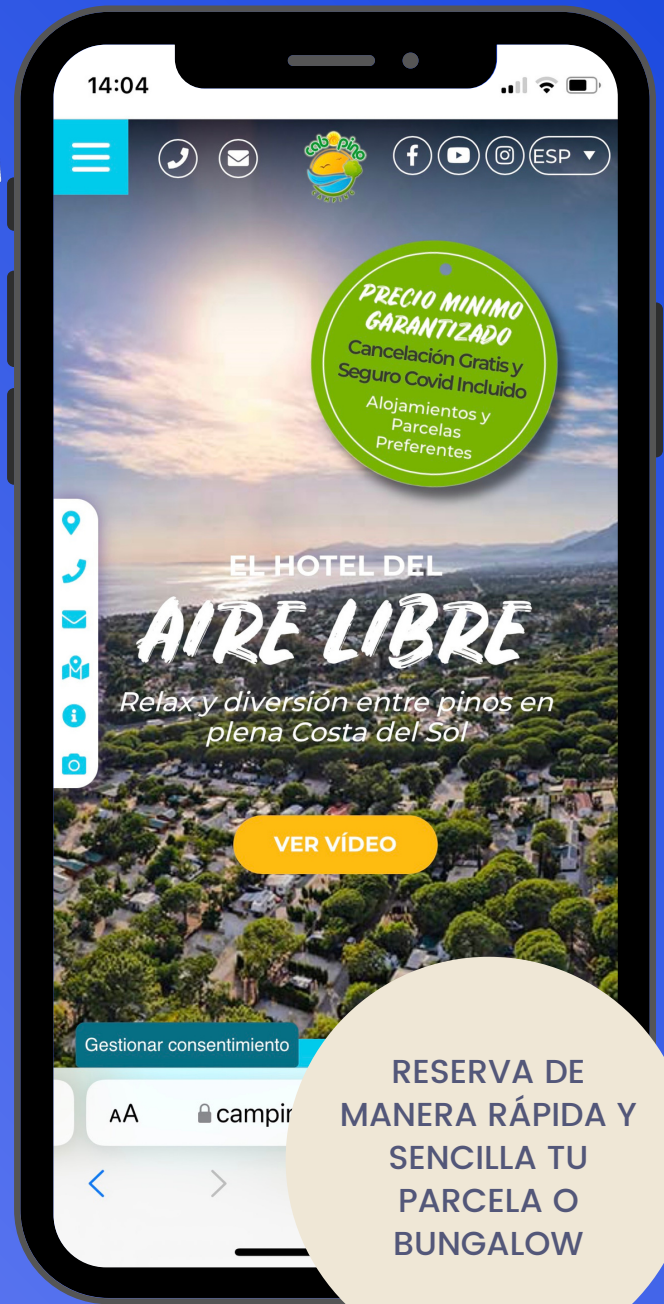 14:04
cabopino
CAMPING
ESP
PRECIO MINIMO
GARANTIZADO
Cancelación Gratis y
Seguro Covid Incluido
Alojamientos y
Parcelas
Preferentes
EL HOTEL DEL
AIRE LIBRE
Relax y diversión entre pinos en
plena Costa del Sol
VER VÍDEO
Gestionar consentimiento
AA
campin
RESERVA DE
MANERA RÁPIDA Y
SENCILLA TU
PARCELA O
BUNGALOW